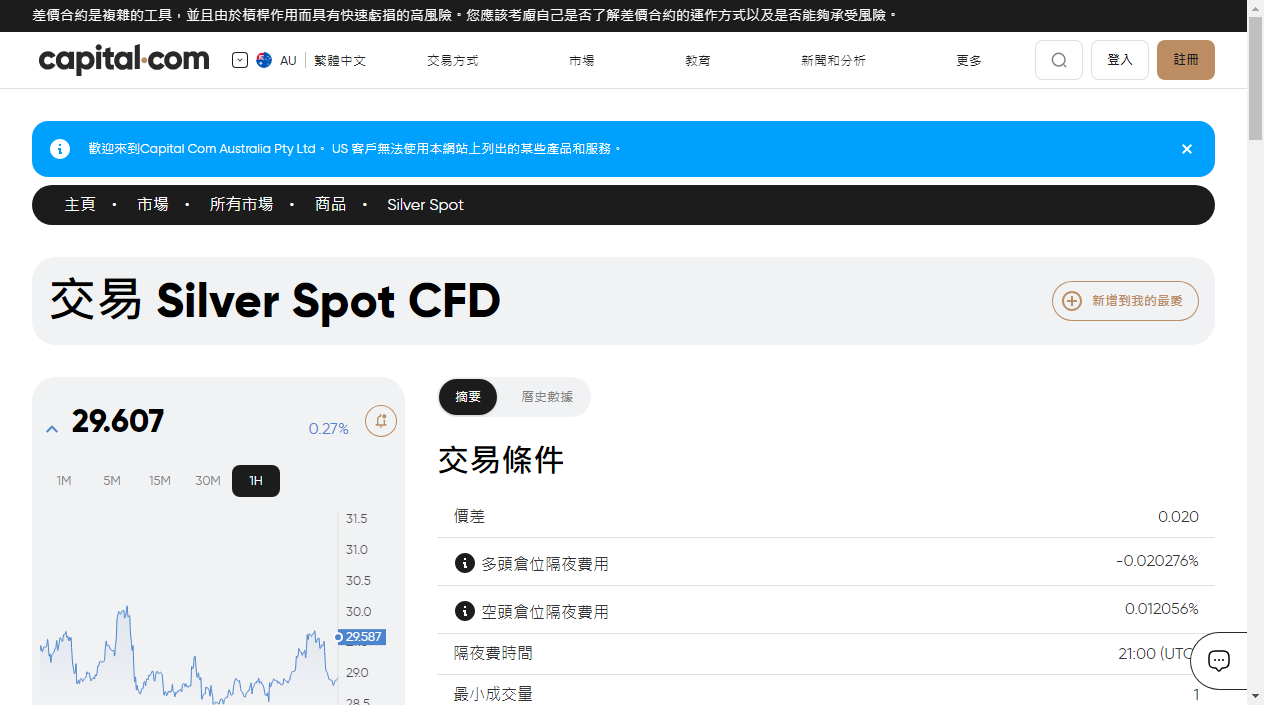 差價合約是複雜的工具，並且由於槓桿作用而具有快速虧損的高風險。您應該考慮自己是否了解差價合約的運作方式以及是否能夠承受風險。
capital.com AU 繁體中文 交易方式 市場 教育 新聞和分析 更多 登入 註冊
歡迎來到Capital Com Australia Pty Ltd。 US 客戶無法使用本網站上列出的某些產品和服務。
主頁 • 市場 • 所有市場 • 商品 • Silver Spot
交易 Silver Spot CFD
新增到我的最愛
29.607
0.27%
1M 5M 15M 30M 1H
31.5
31.0
30.5
30.0
29.587
29.0
28.5
摘要 曆史數據
交易條件
價差 0.020
多頭倉位隔夜費用 -0.020276%
空頭倉位隔夜費用 0.012056%
隔夜費時間 21:00 (UTC
最小成交量 1